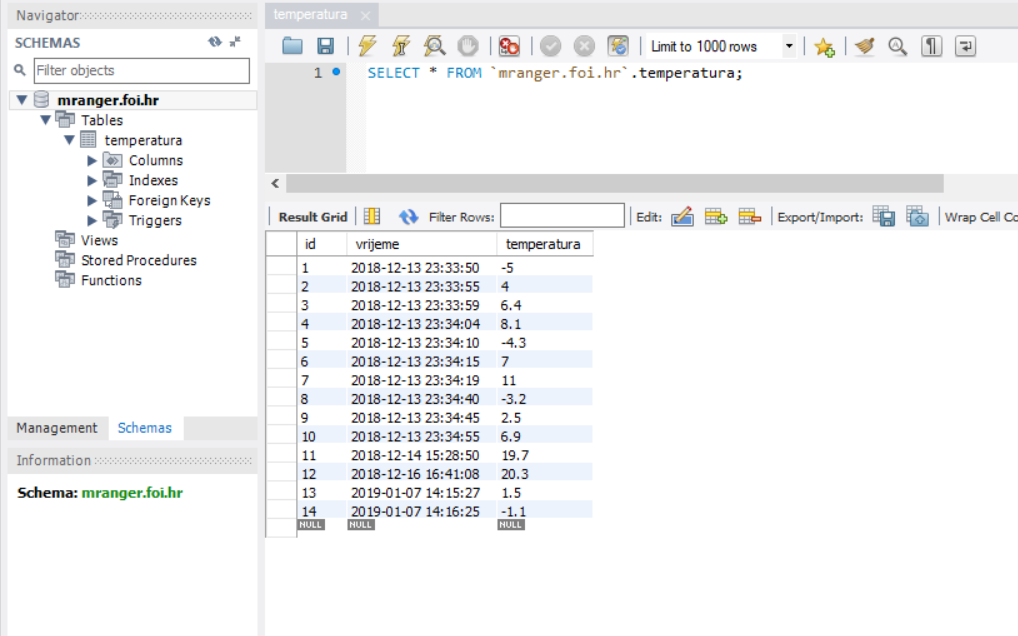 Navigator
SCHEMAS
Filter objects
mranger.foi.hr
Tables
temperatura
Columns
Indexes
Foreign Keys
Triggers
Views
Stored Procedures
Functions
Management Schemas
Information
Schema: mranger.foi.hr
temperatura
Limit to 1000 rows
1 SELECT * FROM `mranger.foi.hr`.temperatura;
Result Grid Filter Rows: Edit: Export/Import: Wrap Cell Co
id vrijeme temperatura
1 2018-12-13 23:33:50 -5
2 2018-12-13 23:33:55 4
3 2018-12-13 23:33:59 6.4
4 2018-12-13 23:34:04 8.1
5 2018-12-13 23:34:10 -4.3
6 2018-12-13 23:34:15 7
7 2018-12-13 23:34:19 11
8 2018-12-13 23:34:40 -3.2
9 2018-12-13 23:34:45 2.5
10 2018-12-13 23:34:55 6.9
11 2018-12-14 15:28:50 19.7
12 2018-12-16 16:41:08 20.3
13 2019-01-07 14:15:27 1.5
14 2019-01-07 14:16:25 -1.1
NULL NULL NULL